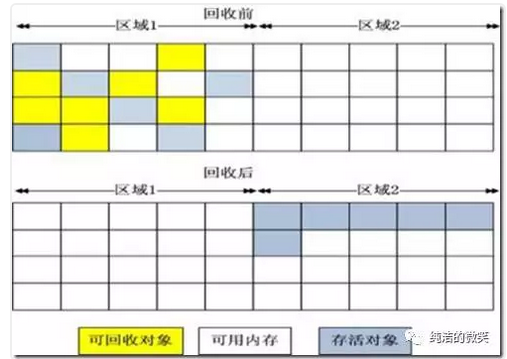 回收前
区域1 区域2
回收后
区域1 区域2
可回收对象 可用内存 存活对象
纯洁的微笑